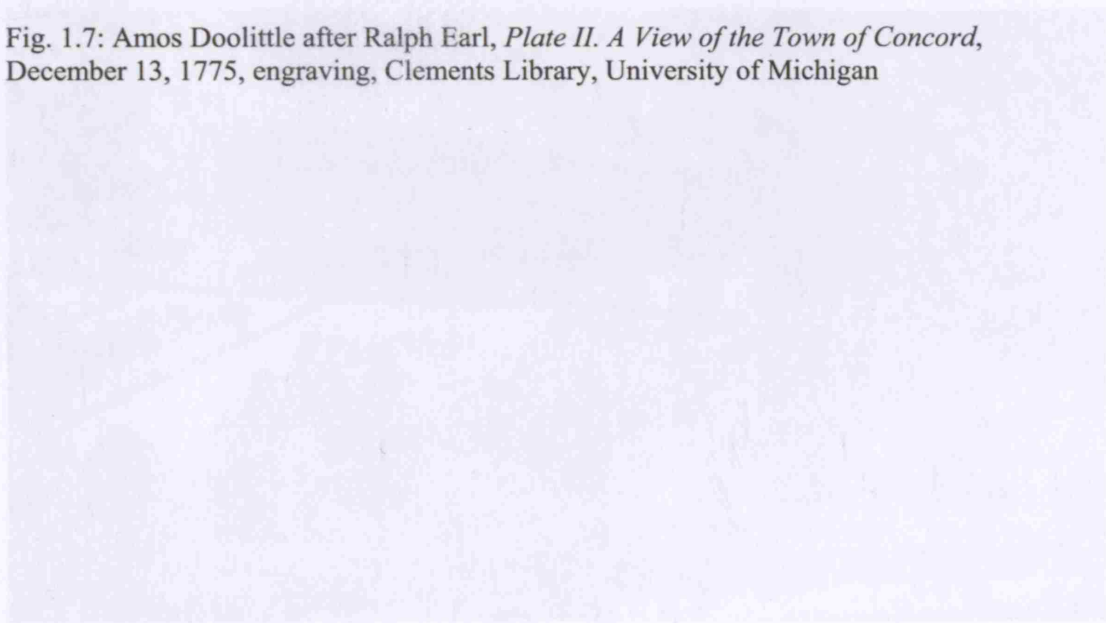 Fig. 1.7: Amos Doolittle after Ralph Earl, Plate II. A View of the Town of Concord,
December 13, 1775, engraving, Clements Library, University of Michigan